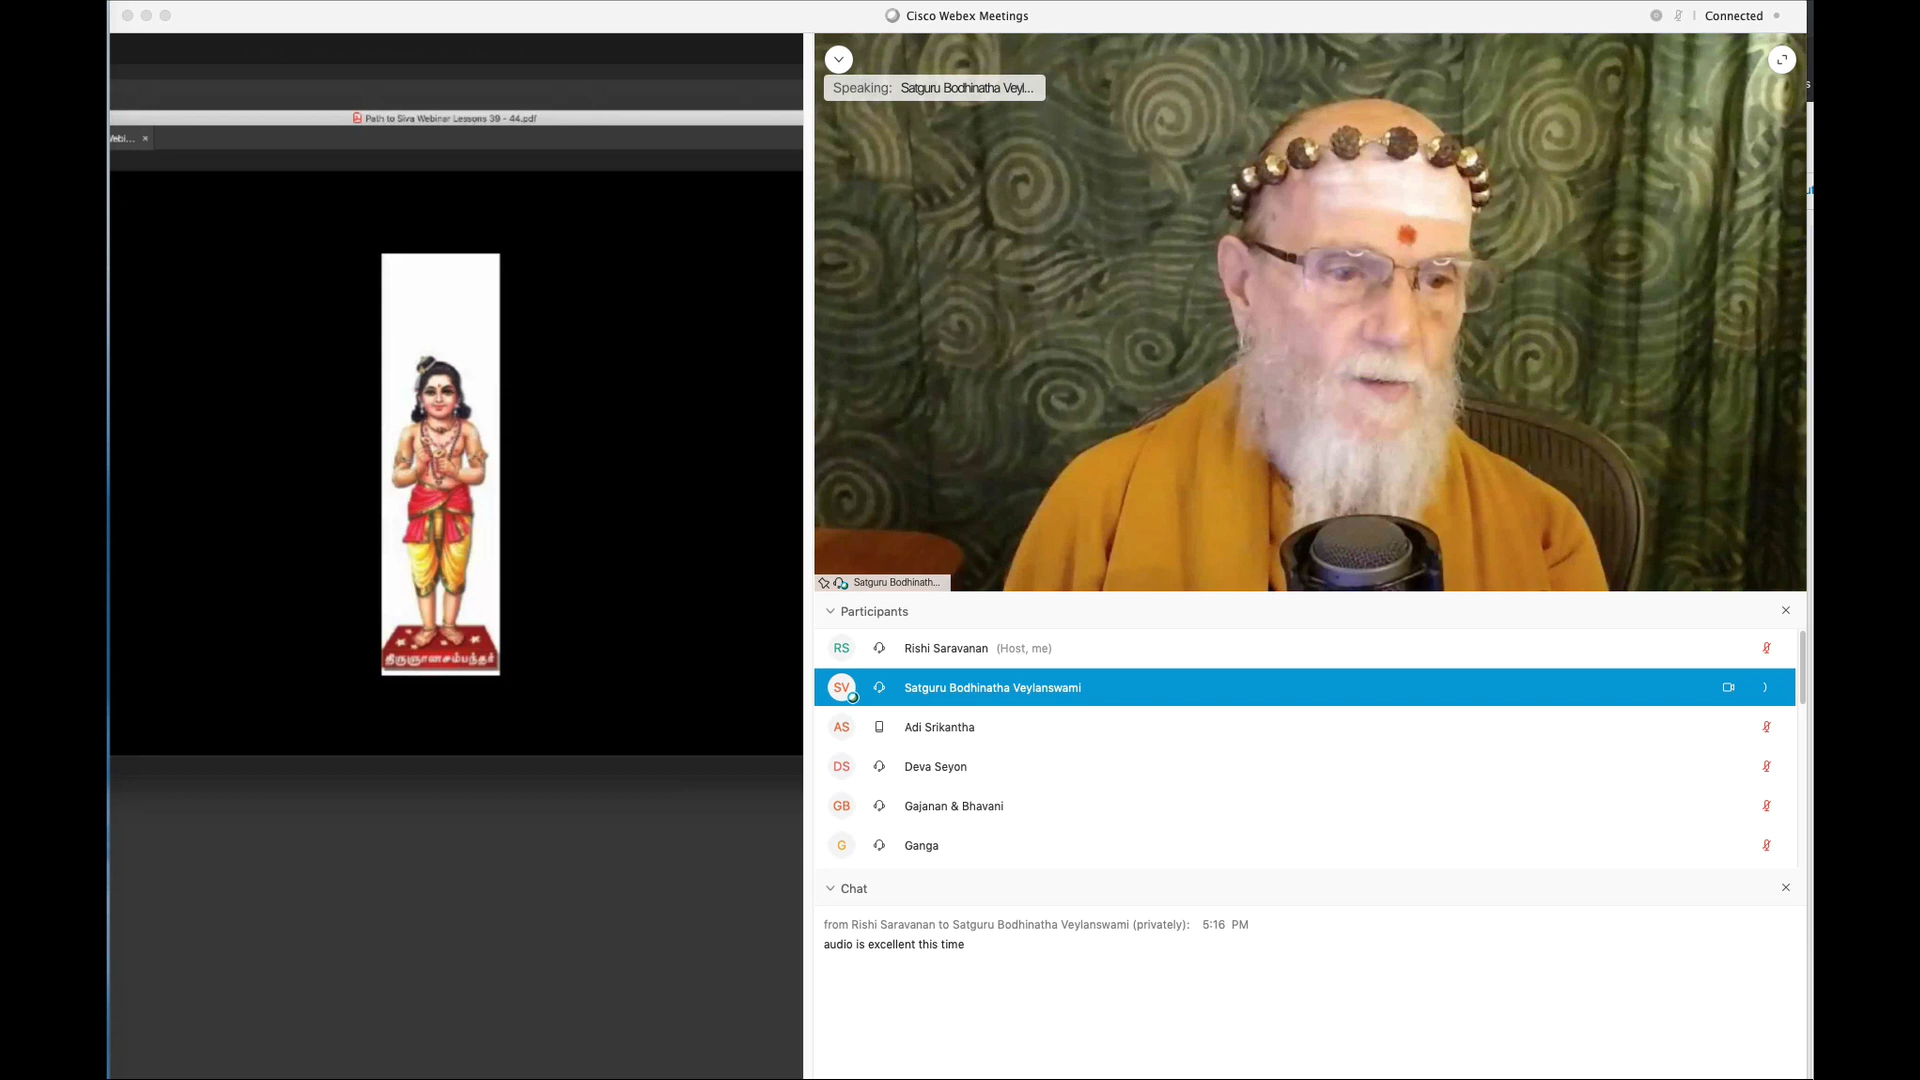 Cisco Webex Meetings
Connected
Path to Siva Webinar Lessons 39 - 44.pdf
Speaking: Satguru Bodhinatha Veyl...
திருஞானசம்பந்தர்
Satguru Bodhinath...
Participants
RS Rishi Saravanan (Host, me)
SV Satguru Bodhinatha Veylanswami
AS Adi Srikantha
DS Deva Seyon
GB Gajanan & Bhavani
G Ganga
Chat
from Rishi Saravanan to Satguru Bodhinatha Veylanswami (privately): 5:16 PM
audio is excellent this time